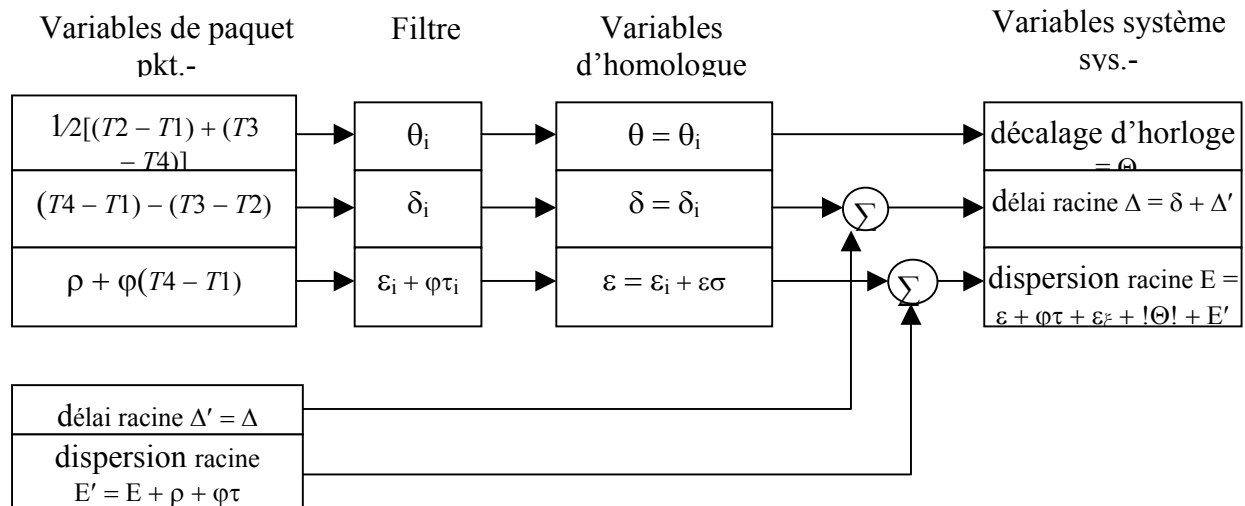 Variables de paquet
pkt.-
Filtre
Variables
d’homologue
Variables système
sys.-
1⁄2[(T2 − T1) + (T3
− T4)]
θi
θ = θi
décalage d’horloge
= Θ
(T4 − T1) − (T3 − T2)
δi
δ = δi
∑
délai racine Δ = δ + Δ′
ρ + φ(T4 − T1)
εi + φτi
ε = εi + εσ
∑
dispersion racine E =
ε + φτ + εξ + !Θ! + E′
délai racine Δ′ = Δ
dispersion racine
E′ = E + ρ + φτ